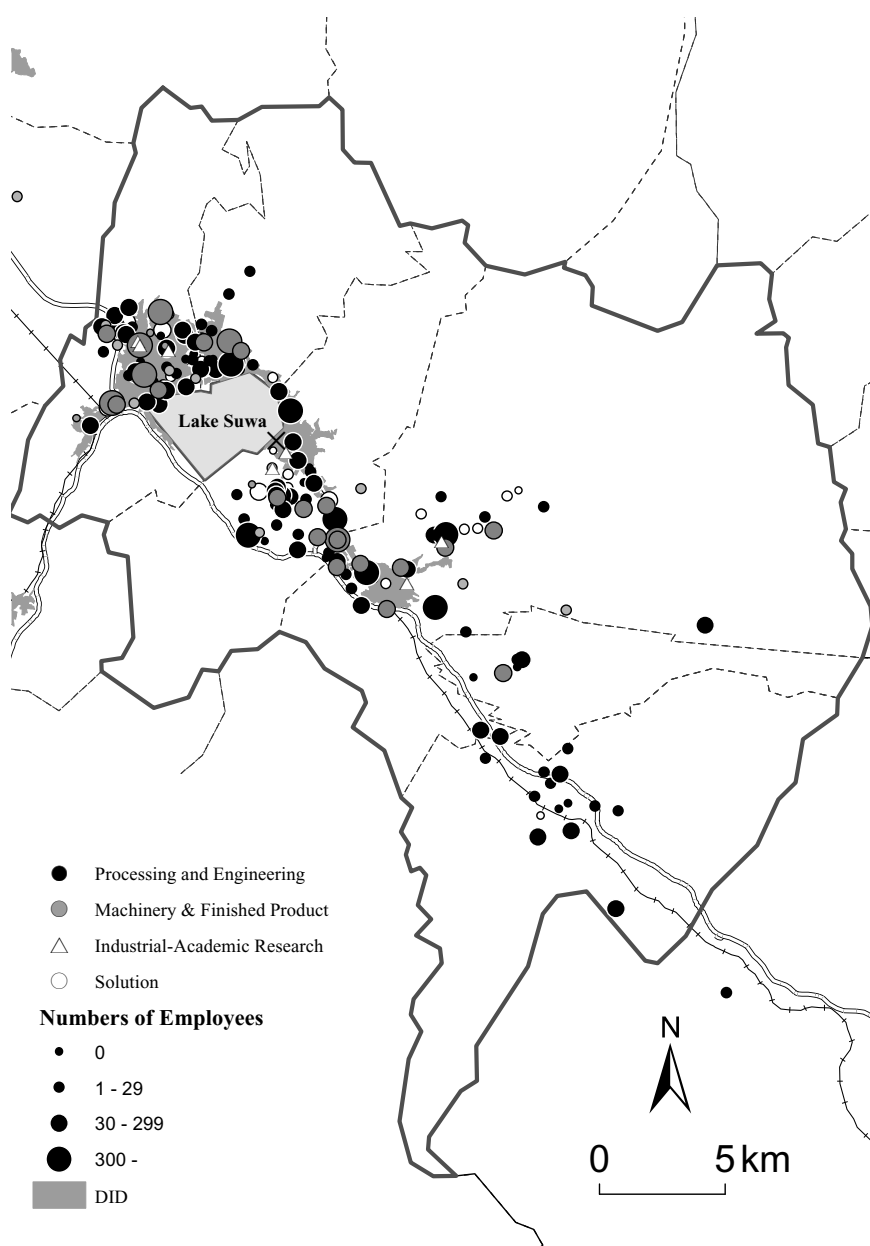 Lake Suwa
Processing and Engineering
Machinery & Finished Product
Industrial-Academic Research
Solution
Numbers of Employees
0
1 - 29
30 - 299
300 -
DID
N
0 5 km